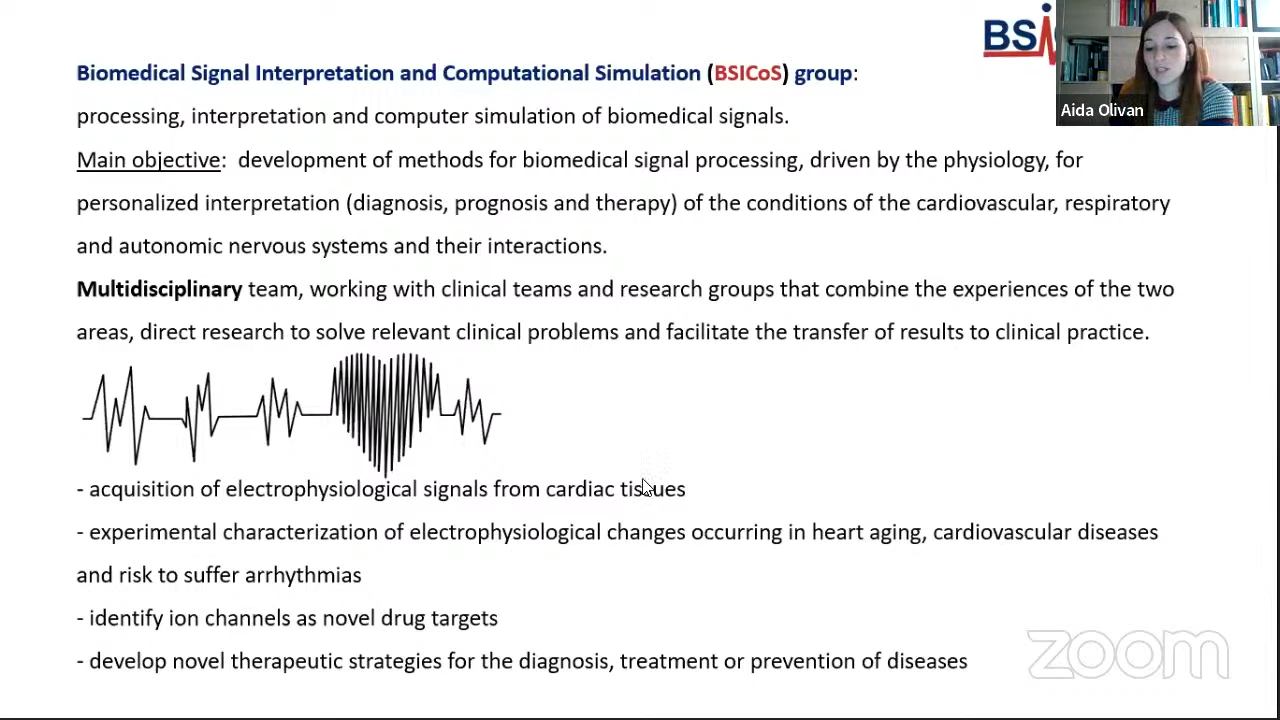 BSi
Aida Olivan
Biomedical Signal Interpretation and Computational Simulation (BSICoS) group:
processing, interpretation and computer simulation of biomedical signals.
Main objective:  development of methods for biomedical signal processing, driven by the physiology, for
personalized interpretation (diagnosis, prognosis and therapy) of the conditions of the cardiovascular, respiratory
and autonomic nervous systems and their interactions.
Multidisciplinary team, working with clinical teams and research groups that combine the experiences of the two
areas, direct research to solve relevant clinical problems and facilitate the transfer of results to clinical practice.
- acquisition of electrophysiological signals from cardiac tissues
- experimental characterization of electrophysiological changes occurring in heart aging, cardiovascular diseases
and risk to suffer arrhythmias
- identify ion channels as novel drug targets
- develop novel therapeutic strategies for the diagnosis, treatment or prevention of diseases
zoom